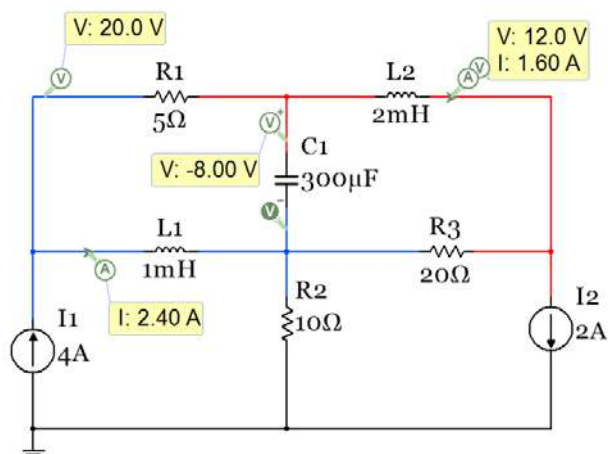 V: 20.0 V
V
R1
5Ω
L2
2mH
A V
V: 12.0 V
I: 1.60 A
V +
V: -8.00 V
C1
300μF
V -
L1
1mH
A
I: 2.40 A
R3
20Ω
R2
10Ω
I1
4A
I2
2A